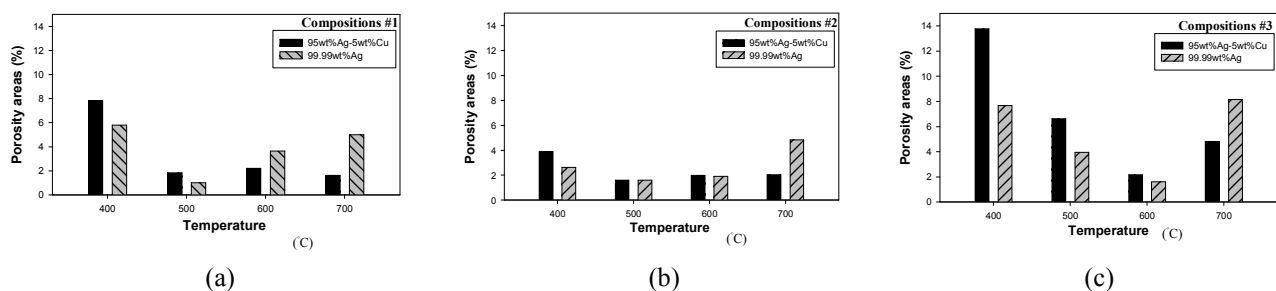 Compositions #1
95wt%Ag-5wt%Cu
99.99wt%Ag
Porosity areas (%)
14
12
10
8
6
4
2
0
400 500 600 700
Temperature
(°C)
(a)
Compositions #2
95wt%Ag-5wt%Cu
99.99wt%Ag
Porosity areas (%)
14
12
10
8
6
4
2
0
400 500 600 700
Temperature
(°C)
(b)
Compositions #3
95wt%Ag-5wt%Cu
99.99wt%Ag
Porosity areas (%)
14
12
10
8
6
4
2
0
400 500 600 700
Temperature (°C)
(c)